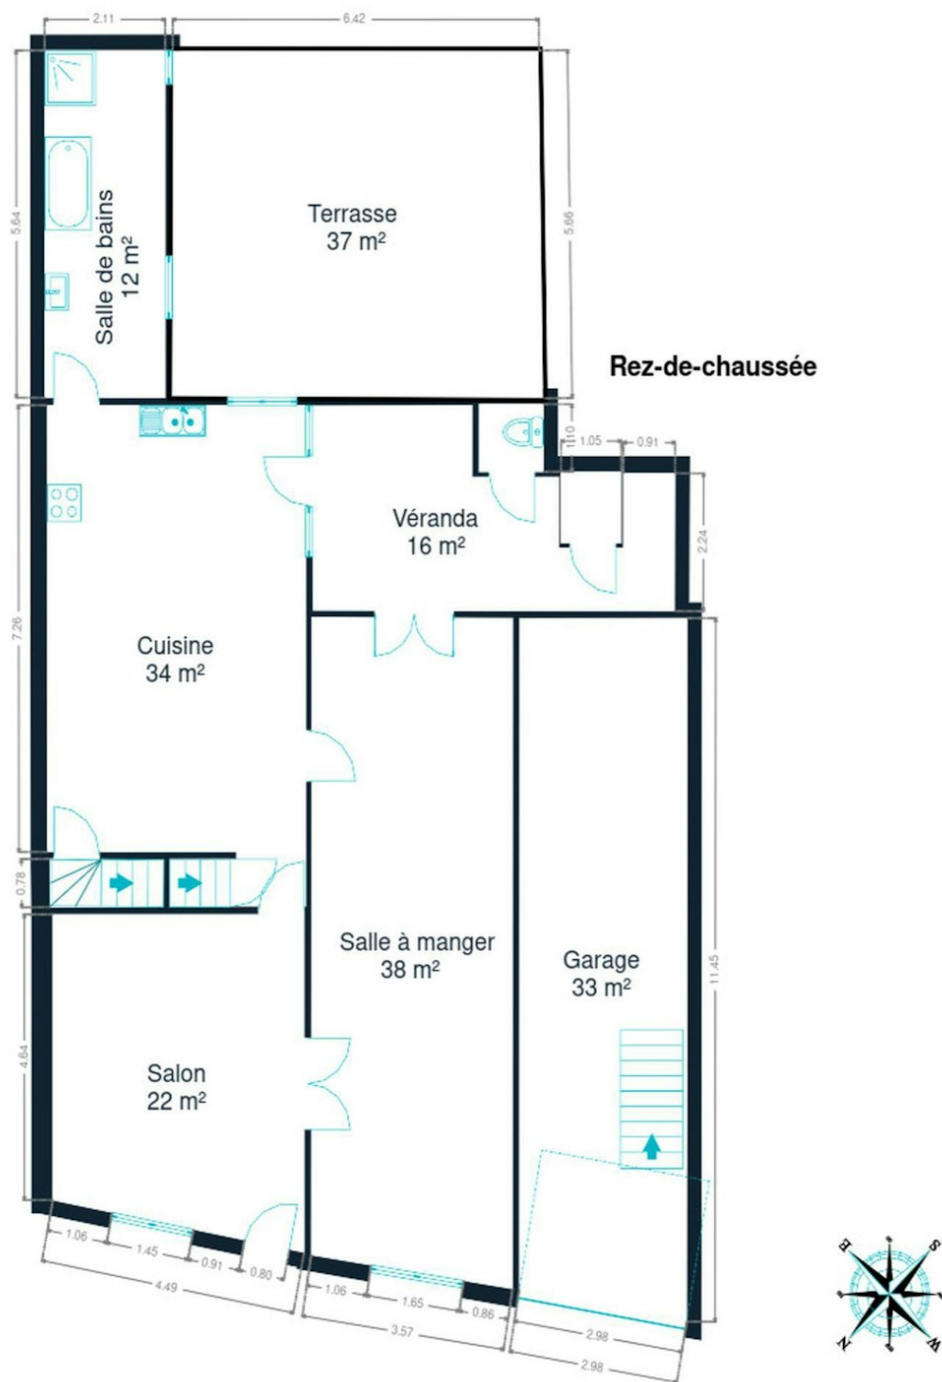 2.11
6.42
5.64
5.66
Salle de bains
12 m²
Terrasse
37 m²
Rez-de-chaussée
1.10
1.05
0.91
2.24
Véranda
16 m²
7.26
Cuisine
34 m²
0.78
Salle à manger
38 m²
Garage
33 m²
11.45
4.64
Salon
22 m²
1.06
1.45
0.91
0.80
4.49
1.06
1.65
0.86
3.57
2.98
2.98
E
S
N
W